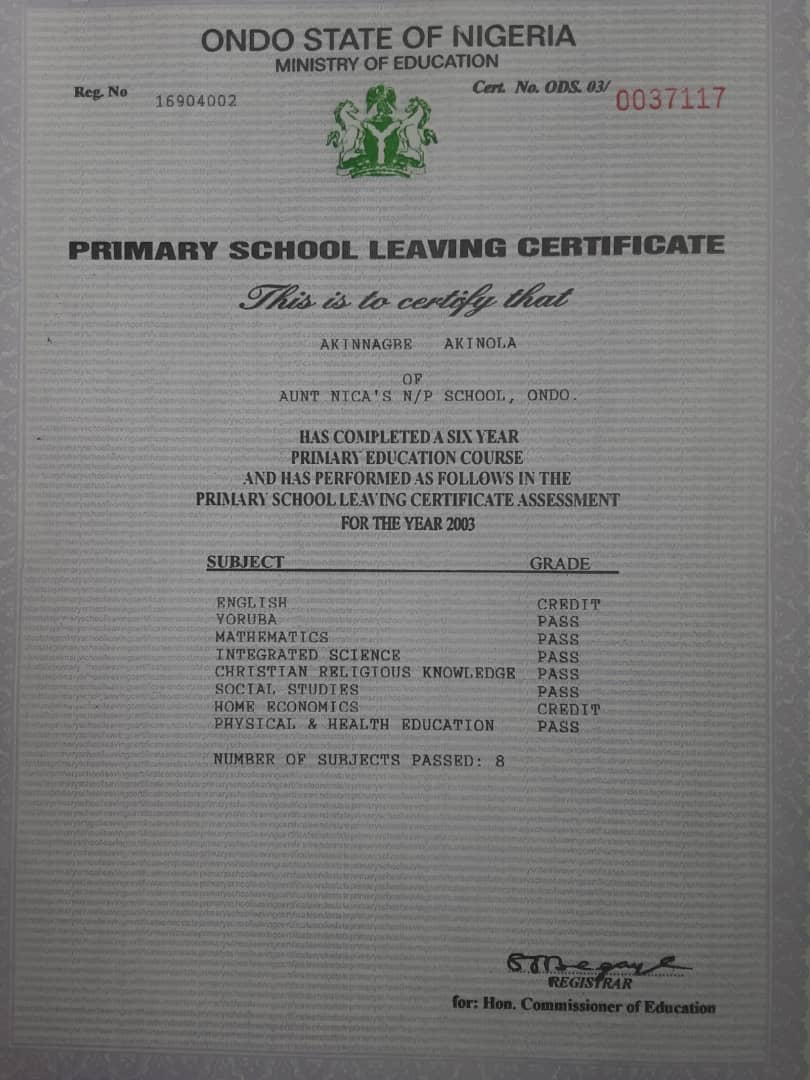 ONDO STATE OF NIGERIA
MINISTRY OF EDUCATION
Reg. No 16904002
Cert. No. ODS. 03/ 0037117
PRIMARY SCHOOL LEAVING CERTIFICATE
This is to certify that
AKINNAGBE AKINOLA
OF
AUNT NICA'S N/P SCHOOL, ONDO.
HAS COMPLETED A SIX YEAR
PRIMARY EDUCATION COURSE
AND HAS PERFORMED AS FOLLOWS IN THE
PRIMARY SCHOOL LEAVING CERTIFICATE ASSESSMENT
FOR THE YEAR 2003
SUBJECT GRADE
ENGLISH CREDIT
YORUBA PASS
MATHEMATICS PASS
INTEGRATED SCIENCE PASS
CHRISTIAN RELIGIOUS KNOWLEDGE PASS
SOCIAL STUDIES PASS
HOME ECONOMICS CREDIT
PHYSICAL & HEALTH EDUCATION PASS
NUMBER OF SUBJECTS PASSED: 8
REGISTRAR
for: Hon. Commissioner of Education